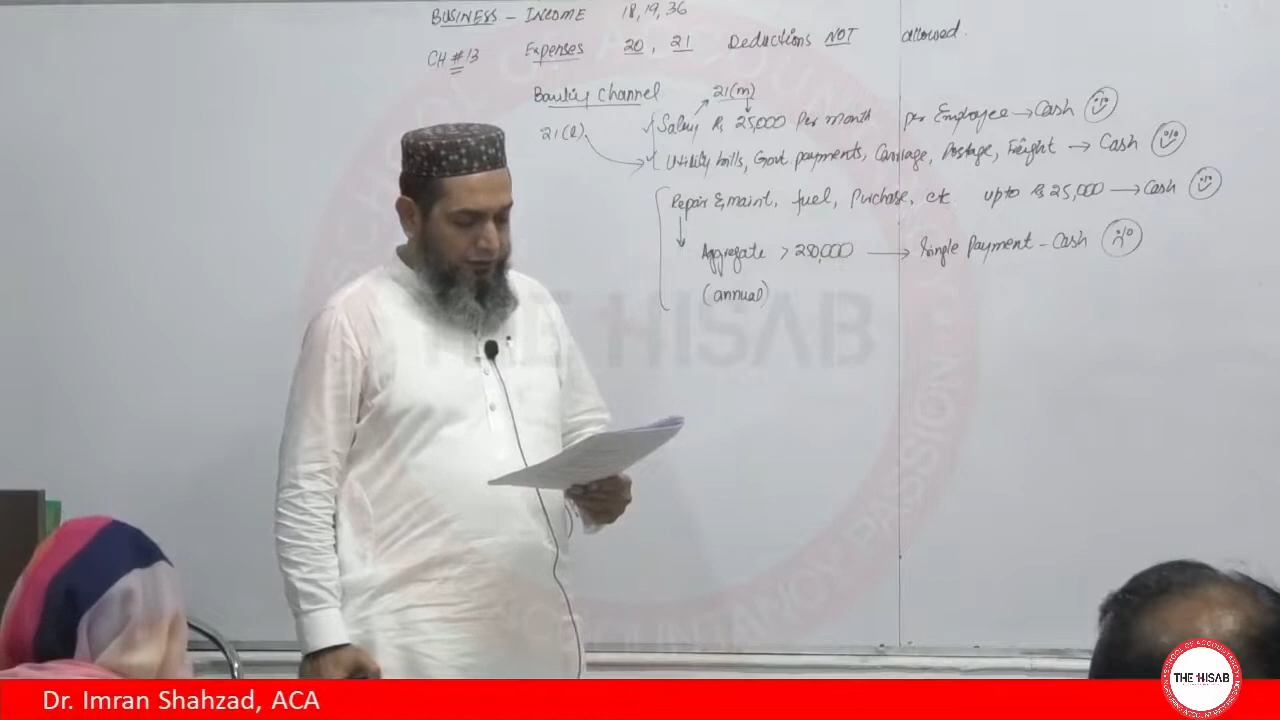 BUSINESS - INCOME 18, 19, 36
CH # 13 Expenses 20, 21 Deductions NOT allowed.
Banking Channel 21(m)
21(l) Salary Rs 25,000 Per month per Employee → Cash
Utility bills, Govt. payments, Carriage, Postage, Freight → Cash
Repair & maint, fuel, Purchase, etc upto Rs 25,000 → Cash
Aggregate > 250,000 → Single Payment - Cash
(annual)
THE HISAB
Dr. Imran Shahzad, ACA
THE HISAB